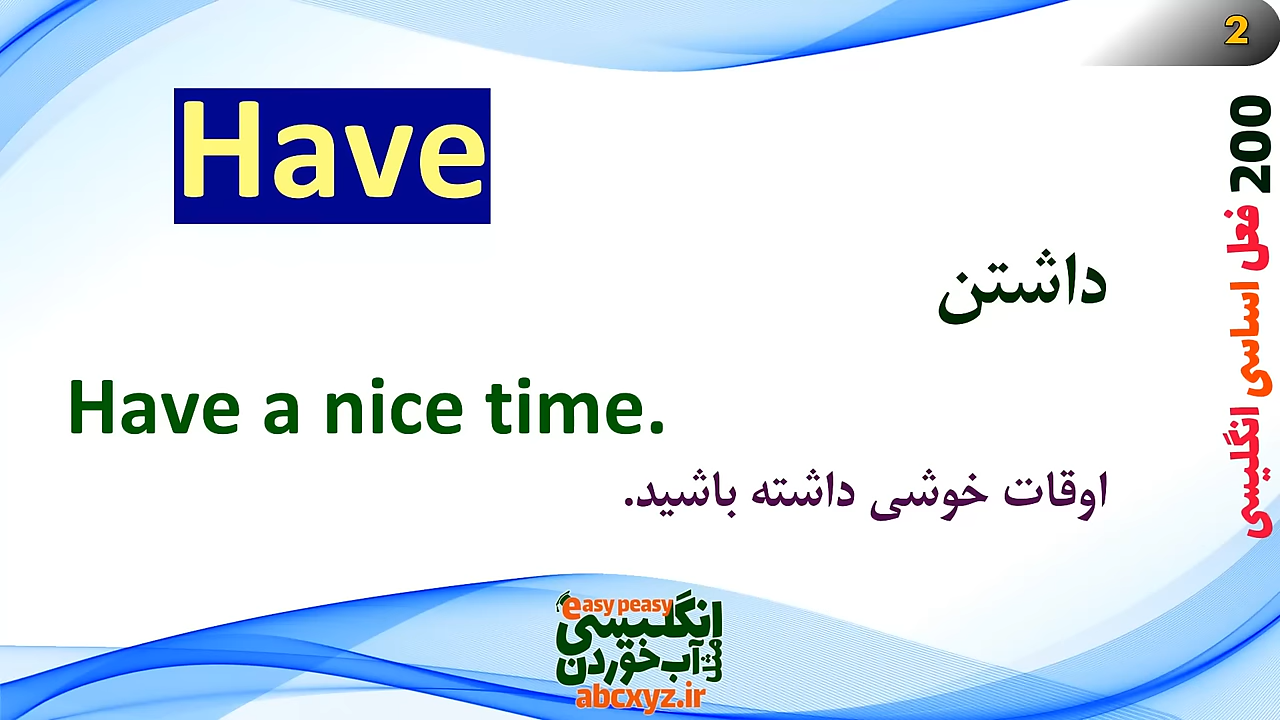 2
Have
داشتن
Have a nice time.
اوقات خوشی داشته باشید.
200 فعل اساسی انگلیسی
easy peasy
انگلیسی
مثل آب خوردن
abcxyz.ir